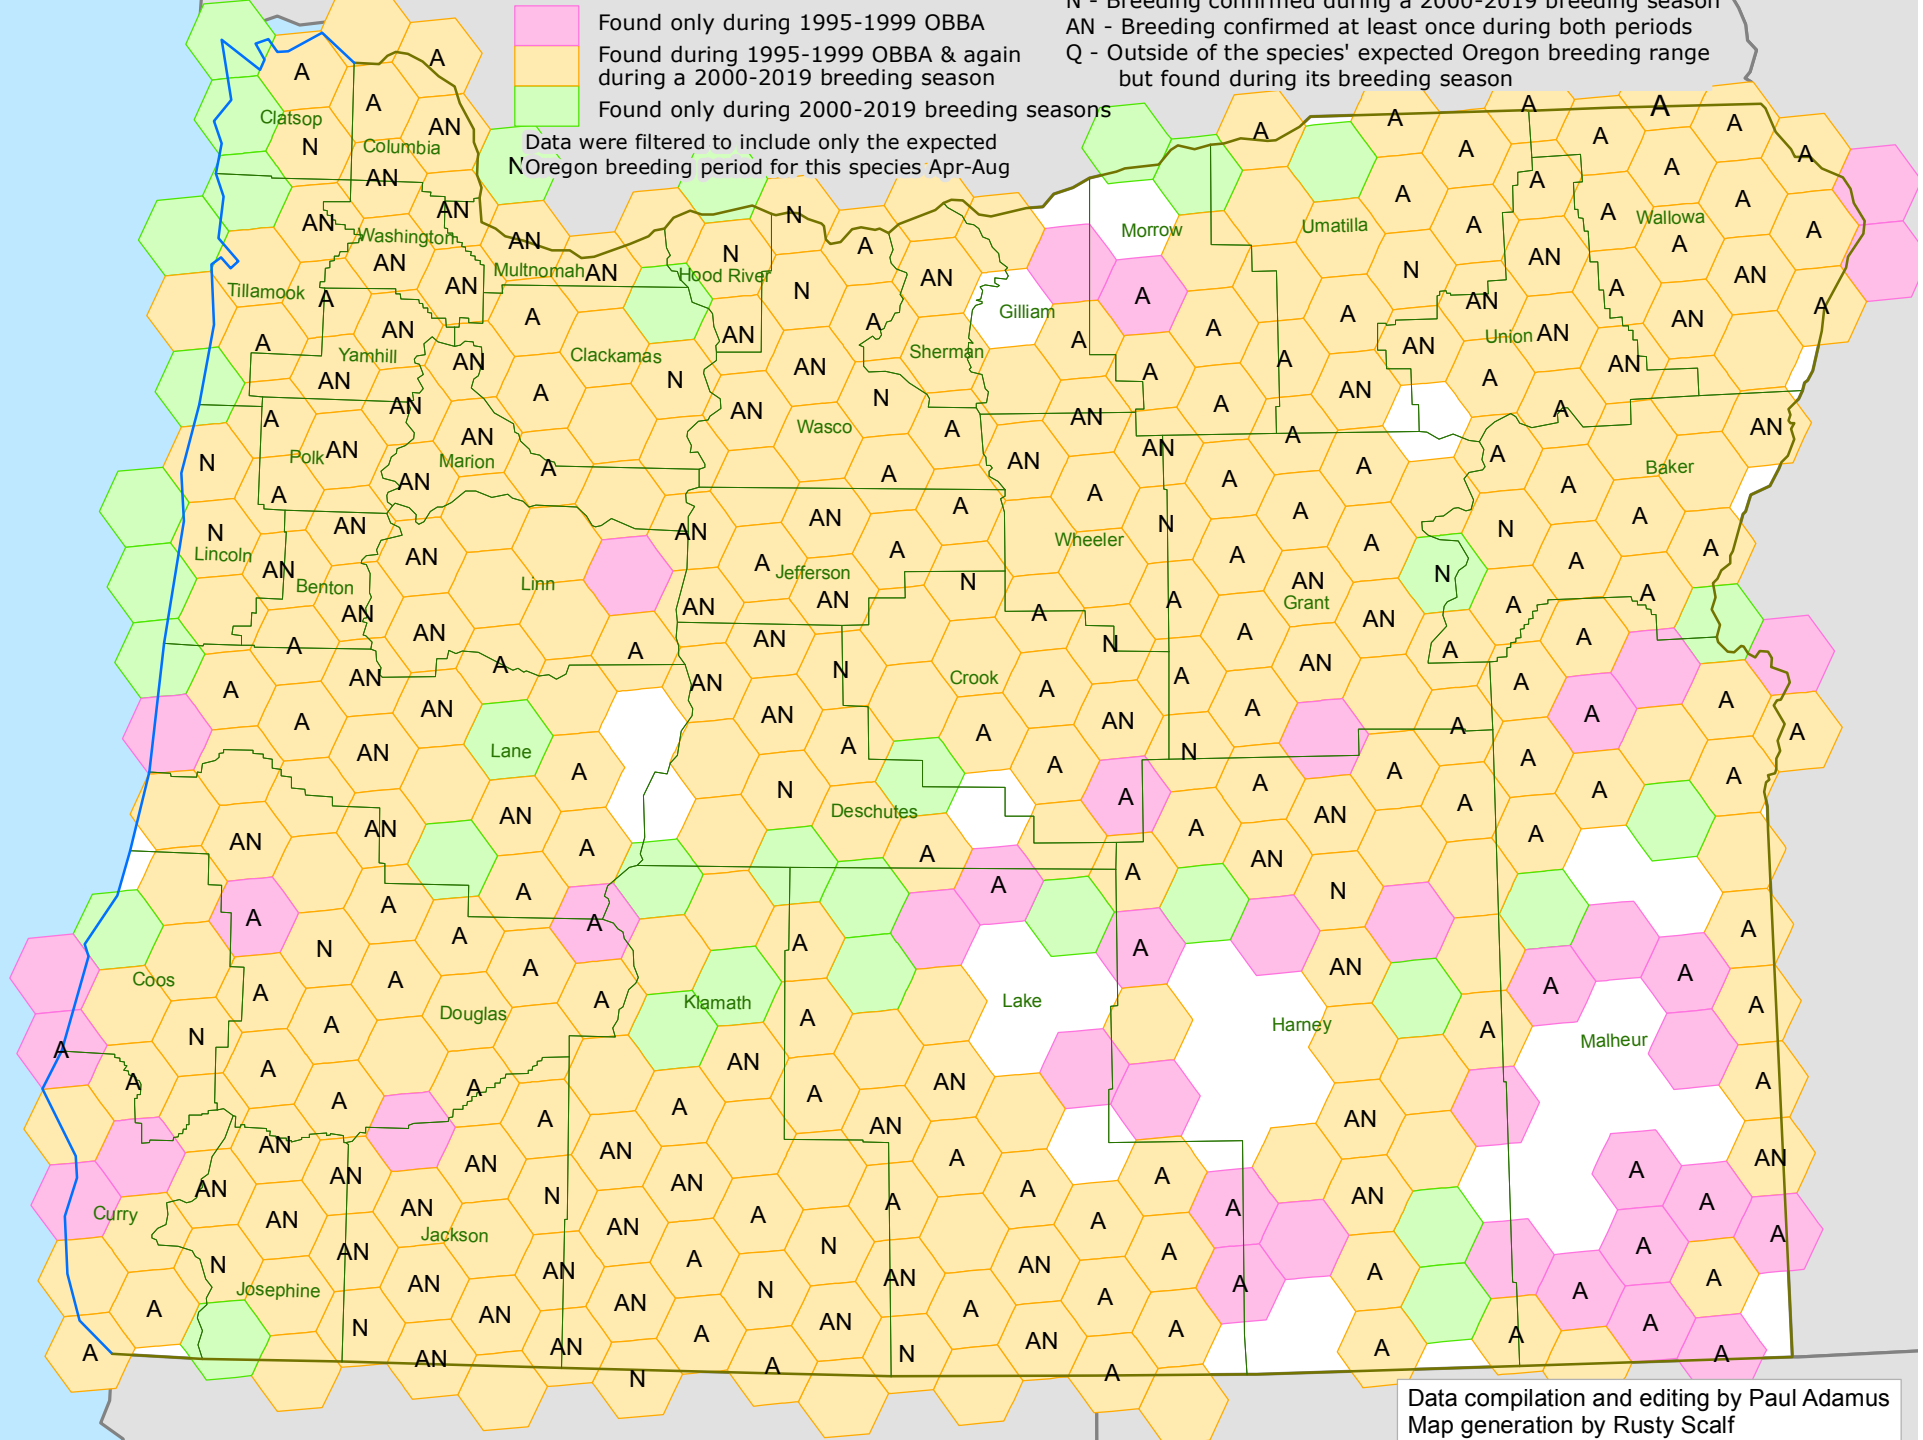 Found only during 1995-1999 OBBA
Found during 1995-1999 OBBA & again
during a 2000-2019 breeding season
Found only during 2000-2019 breeding seasons
Data were filtered to include only the expected
Oregon breeding period for this species Apr-Aug
N - Breeding confirmed during a 2000-2019 breeding season
AN - Breeding confirmed at least once during both periods
Q - Outside of the species' expected Oregon breeding range
but found during its breeding season
Clatsop
Columbia
Washington
Multnomah
Hood River
Tillamook
Yamhill
Clackamas
Sherman
Gilliam
Morrow
Umatilla
Union
Wallowa
Polk
Marion
Wasco
Baker
Lincoln
Benton
Linn
Jefferson
Wheeler
Grant
Crook
Lane
Deschutes
Coos
Douglas
Klamath
Lake
Harney
Malheur
Curry
Josephine
Jackson
Data compilation and editing by Paul Adamus
Map generation by Rusty Scalf